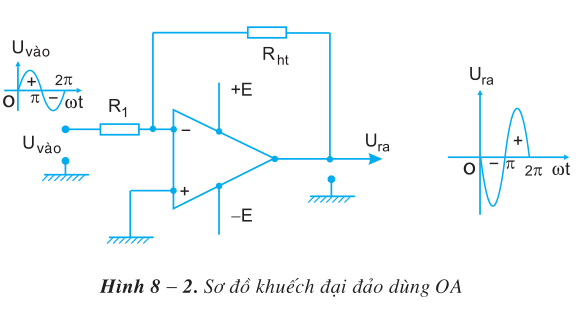 Uvào
+
2π
O
π
−
ωt
R1
Uvào
Rht
+E
−
+
−E
Ura
Ura
+
O
−
π
2π
ωt
Hình 8 – 2. Sơ đồ khuếch đại đảo dùng OA